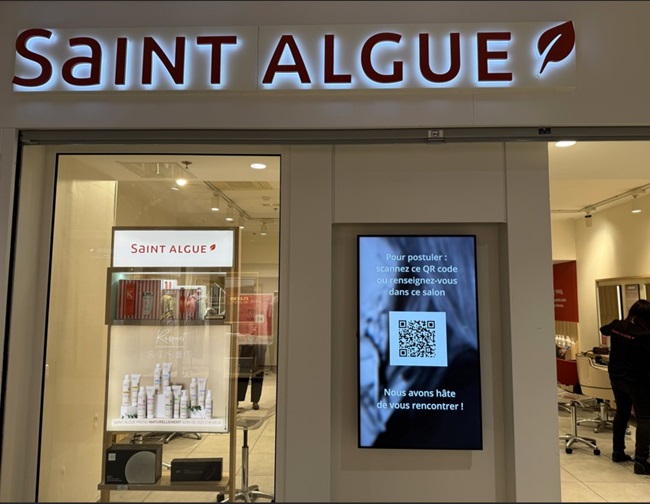 SAINT ALGUE
SAINT ALGUE
Pour postuler :
scannez ce QR code
ou renseignez-vous
dans ce salon
Nous avons hâte
de vous rencontrer !